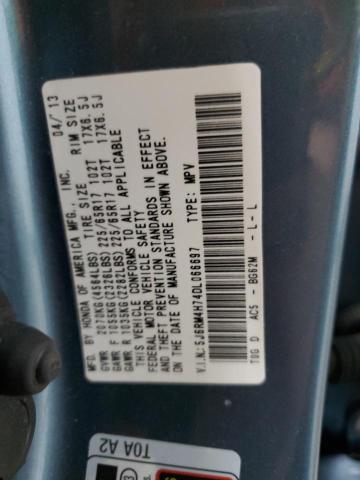 MFD. BY HONDA OF AMERICA MFG., INC. 04/13
TIRE SIZE RIM SIZE
GVWR 2070KG(4564LBS)
GAWR F 1055KG(2326LBS) 225/65R17 102T 17X6.5J
GAWR R 1035KG(2282LBS) 225/65R17 102T 17X6.5J
THIS VEHICLE CONFORMS TO ALL APPLICABLE
FEDERAL MOTOR VEHICLE SAFETY
AND THEFT PREVENTION STANDARDS IN EFFECT
ON THE DATE OF MANUFACTURE SHOWN ABOVE.
V.I.N.: 5J6RM4H74DL066697 TYPE: MPV
T0G D AC5 - BG62M - L - L
T0A A2